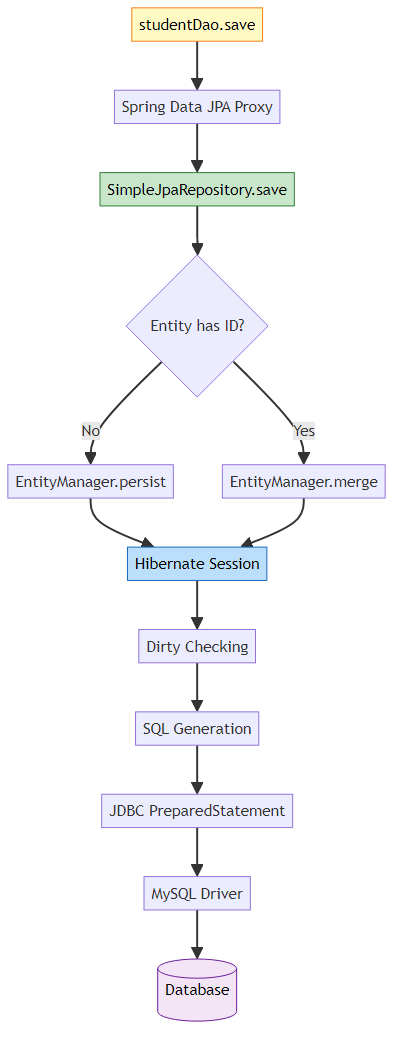 studentDao.save
Spring Data JPA Proxy
SimpleJpaRepository.save
Entity has ID?
No
Yes
EntityManager.persist
EntityManager.merge
Hibernate Session
Dirty Checking
SQL Generation
JDBC PreparedStatement
MySQL Driver
Database